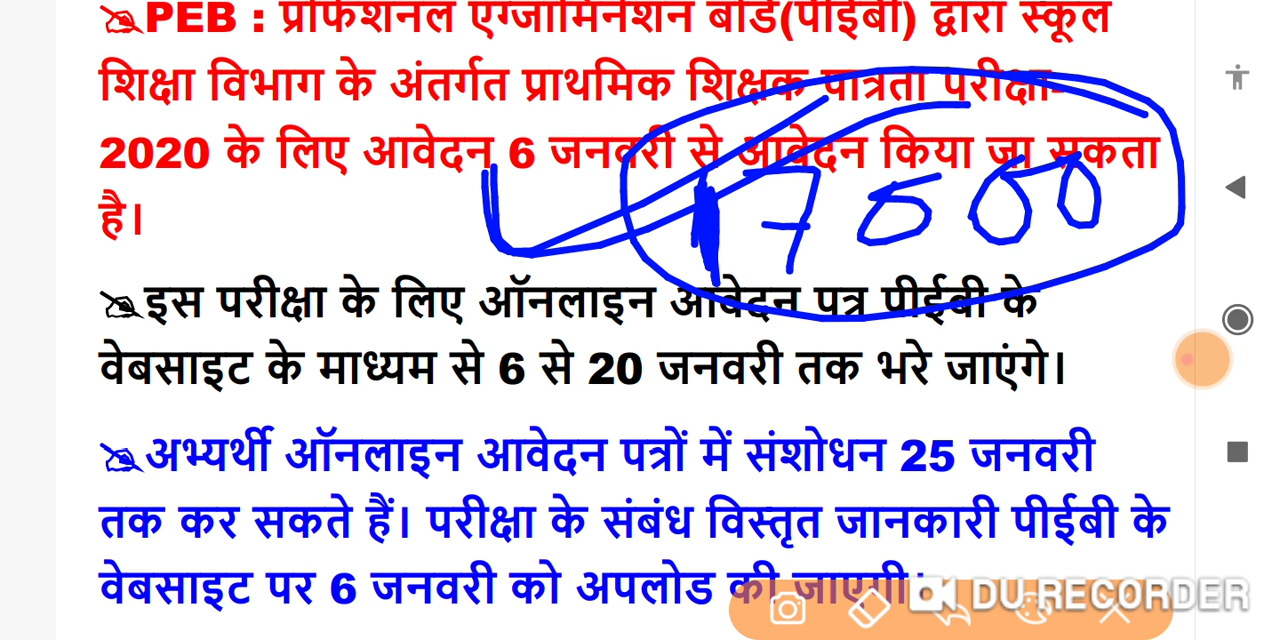 PEB : प्रोफेशनल एग्जामिनेशन बोर्ड(पीईबी) द्वारा स्कूल
शिक्षा विभाग के अंतर्गत प्राथमिक शिक्षक पात्रता परीक्षा-
2020 के लिए आवेदन 6 जनवरी से आवेदन किया जा सकता
है।
17000
इस परीक्षा के लिए ऑनलाइन आवेदन पत्र पीईबी के
वेबसाइट के माध्यम से 6 से 20 जनवरी तक भरे जाएंगे।
अभ्यर्थी ऑनलाइन आवेदन पत्रों में संशोधन 25 जनवरी
तक कर सकते हैं। परीक्षा के संबंध विस्तृत जानकारी पीईबी के
वेबसाइट पर 6 जनवरी को अपलोड की जाएगी।
DU RECORDER